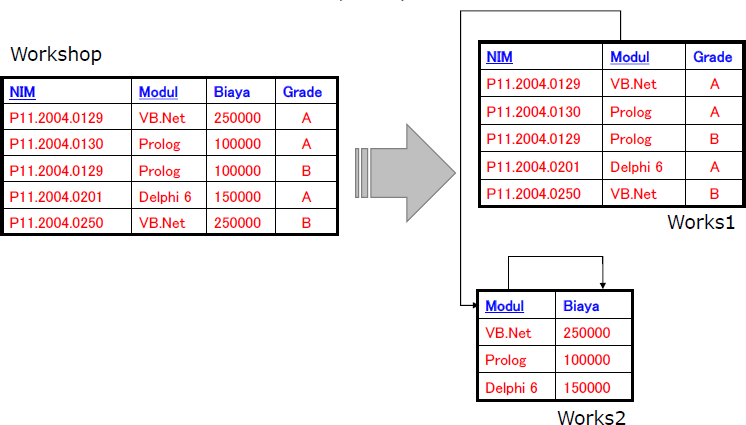 Workshop
NIM Modul Biaya Grade
P11.2004.0129 VB.Net 250000 A
P11.2004.0130 Prolog 100000 A
P11.2004.0129 Prolog 100000 B
P11.2004.0201 Delphi 6 150000 A
P11.2004.0250 VB.Net 250000 B
NIM Modul Grade
P11.2004.0129 VB.Net A
P11.2004.0130 Prolog A
P11.2004.0129 Prolog B
P11.2004.0201 Delphi 6 A
P11.2004.0250 VB.Net B
Works1
Modul Biaya
VB.Net 250000
Prolog 100000
Delphi 6 150000
Works2